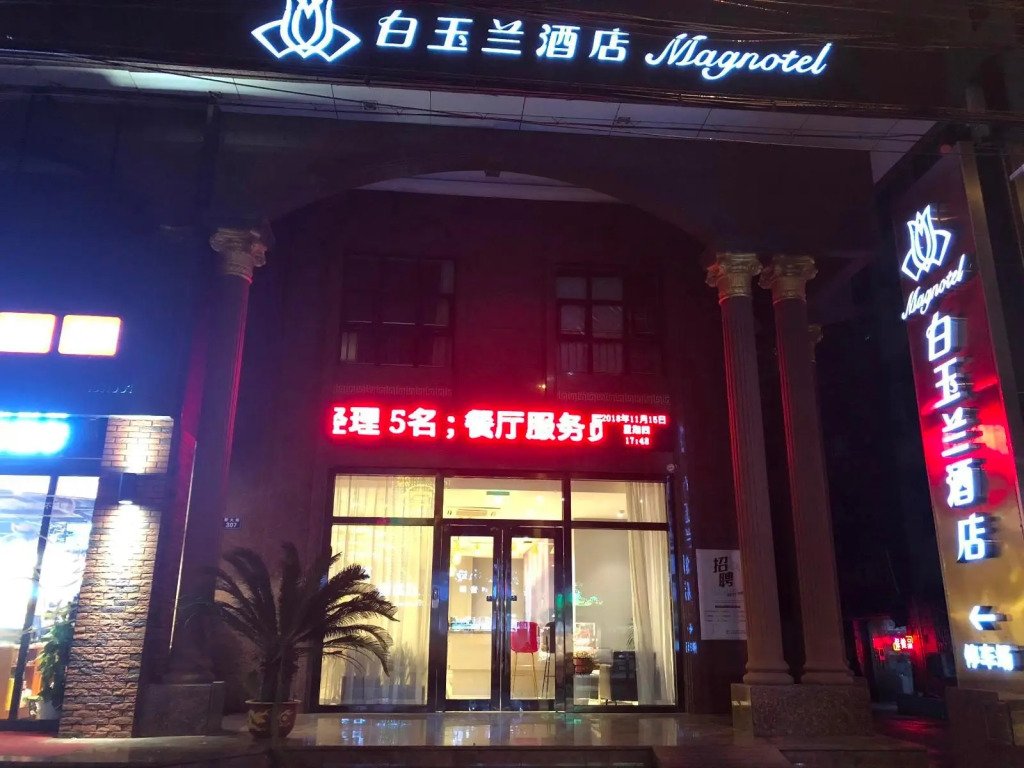 白玉兰酒店 Magnotel
Magnotel
白玉兰酒店
经理 5名；餐厅服务员
2018年11月15日
星期四
17:48
307
招聘
停车场